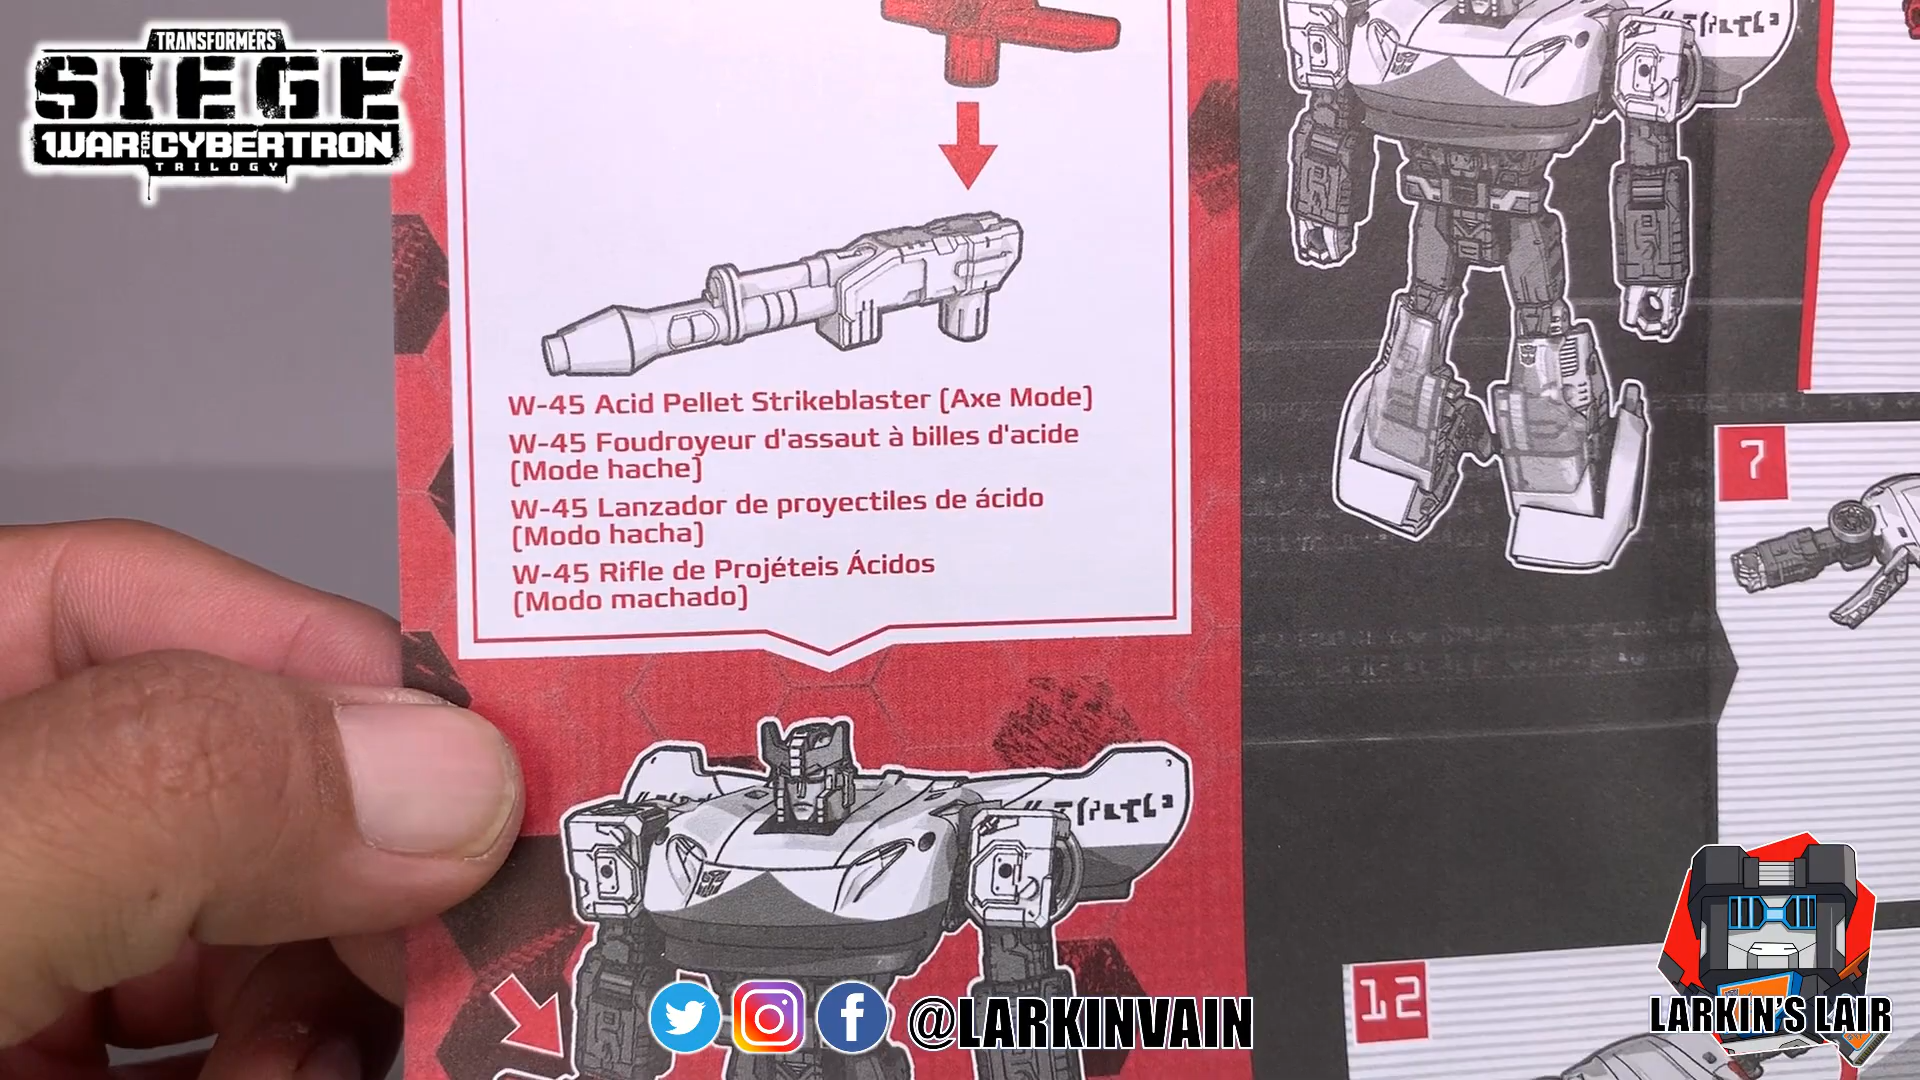 TRANSFORMERS
SIEGE
WAR FOR CYBERTRON
TRILOGY
W-45 Acid Pellet Strikeblaster (Axe Mode)
W-45 Foudroyeur d'assaut à billes d'acide
(Mode hache)
W-45 Lanzador de proyectiles de ácido
(Modo hacha)
W-45 Rifle de Projéteis Ácidos
(Modo machado)
7
12
@LARKINVAIN
LARKIN'S LAIR